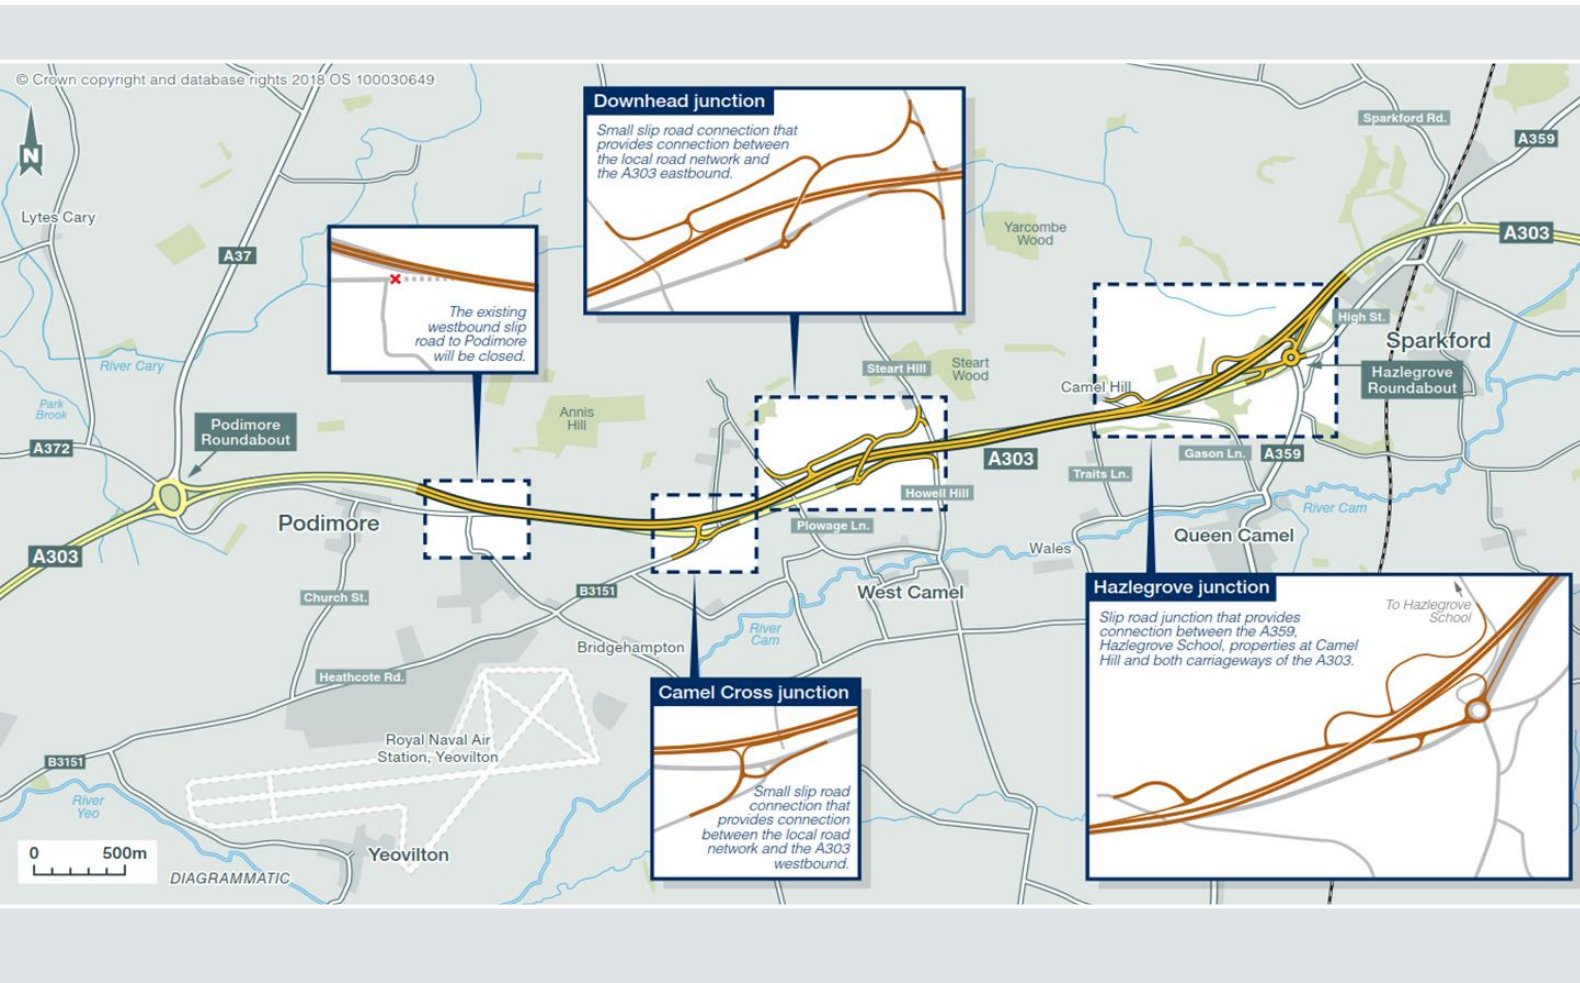 © Crown copyright and database rights 2018 OS 100030649
N
Lytes Cary
A37
River Cary
Park
Brook
A372
Podimore
Roundabout
A303
Podimore
Church St.
Heathcote Rd.
B3151
River
Yeo
0 500m
DIAGRAMMATIC
Yeovilton
Royal Naval Air
Station, Yeovilton
The existing
westbound slip
road to Podimore
will be closed.
Annis
Hill
Downhead junction
Small slip road connection that
provides connection between
the local road network and
the A303 eastbound.
B3151
Bridgehampton
River
Cam
Camel Cross junction
Small slip road
connection that
provides connection
between the local road
network and the A303
westbound.
Steart Hill
Steart
Wood
Yarcombe
Wood
Howell Hill
Plowage Ln.
West Camel
A303
Wales
Camel Hill
Traits Ln.
Gason Ln.
A359
Queen Camel
River Cam
Sparkford Rd.
A359
A303
High St.
Sparkford
Hazlegrove
Roundabout
Hazlegrove junction
Slip road junction that provides
connection between the A359,
Hazlegrove School, properties at Camel
Hill and both carriageways of the A303.
To Hazlegrove
School